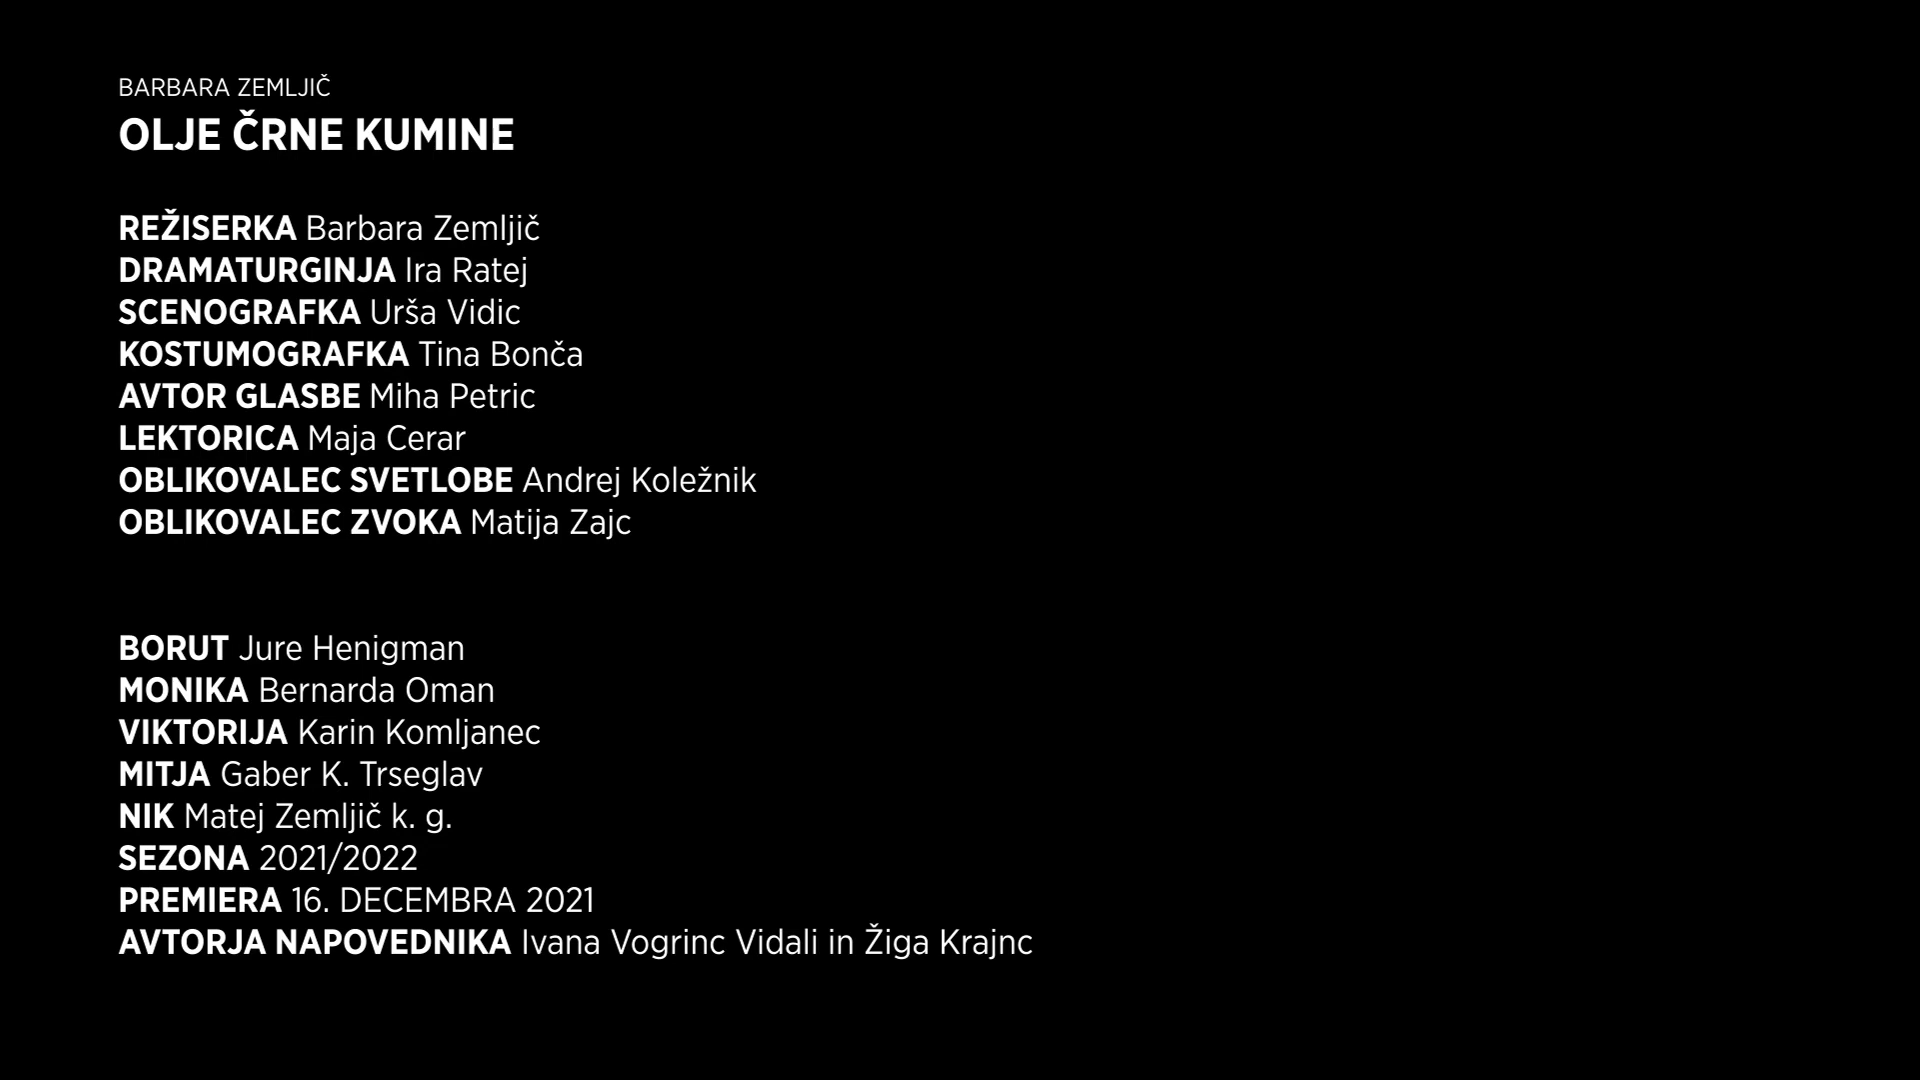 BARBARA ZEMLJIČ
OLJE ČRNE KUMINE
REŽISERKA Barbara Zemljič
DRAMATURGINJA Ira Ratej
SCENOGRAFKA Urša Vidic
KOSTUMOGRAFKA Tina Bonča
AVTOR GLASBE Miha Petric
LEKTORICA Maja Cerar
OBLIKOVALEC SVETLOBE Andrej Koležnik
OBLIKOVALEC ZVOKA Matija Zajc
BORUT Jure Henigman
MONIKA Bernarda Oman
VIKTORIJA Karin Komljanec
MITJA Gaber K. Trseglav
NIK Matej Zemljič k. g.
SEZONA 2021/2022
PREMIERA 16. DECEMBRA 2021
AVTORJA NAPOVEDNIKA Ivana Vogrinc Vidali in Žiga Krajnc